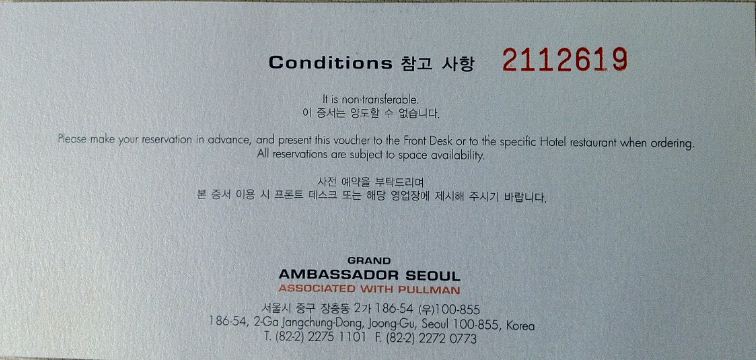 Conditions 참고 사항 2112619
It is non-transferable.
이 증서는 양도할 수 없습니다.
Please make your reservation in advance, and present this voucher to the Front Desk or to the specific Hotel restaurant when ordering.
All reservations are subject to space availability.
사전 예약을 부탁드리며
본 증서 이용 시 프론트 데스크 또는 해당 영업장에 제시해 주시기 바랍니다.
GRAND
AMBASSADOR SEOUL
ASSOCIATED WITH PULLMAN
서울시 중구 장충동 2가 186-54 (우)100-855
186-54, 2-Ga Jangchung-Dong, Joong-Gu, Seoul 100-855, Korea
T. (82-2) 2275 1101 F. (82-2) 2272 0773